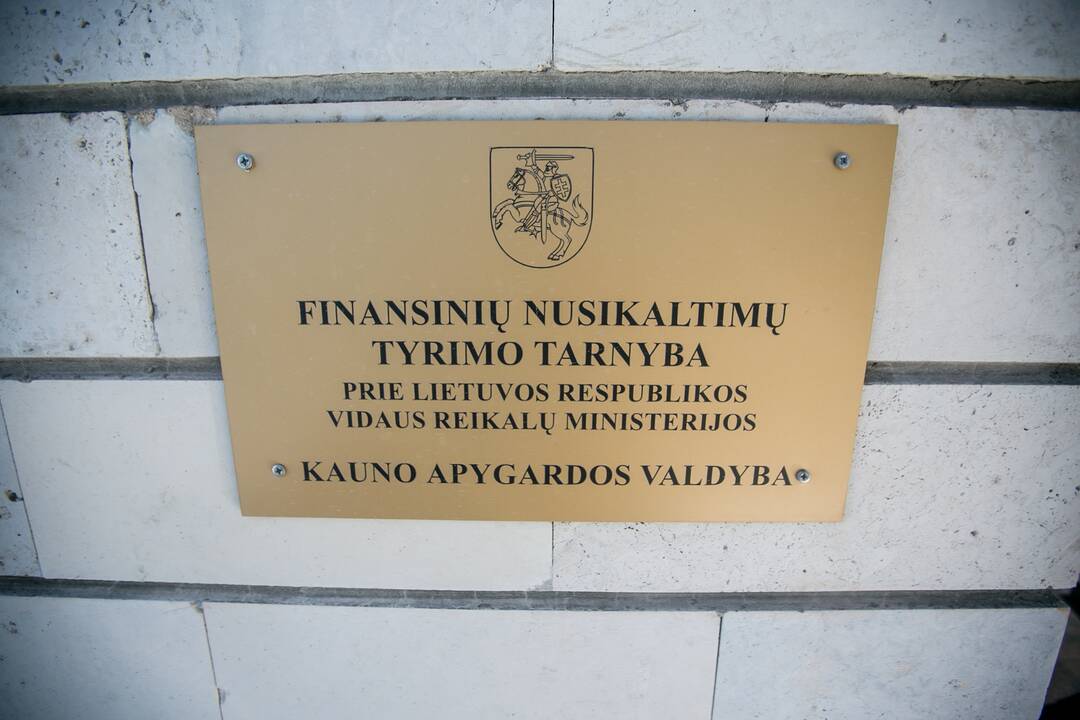 FINANSINIŲ NUSIKALTIMŲ
TYRIMO TARNYBA
PRIE LIETUVOS RESPUBLIKOS
VIDAUS REIKALŲ MINISTERIJOS
KAUNO APYGARDOS VALDYBA